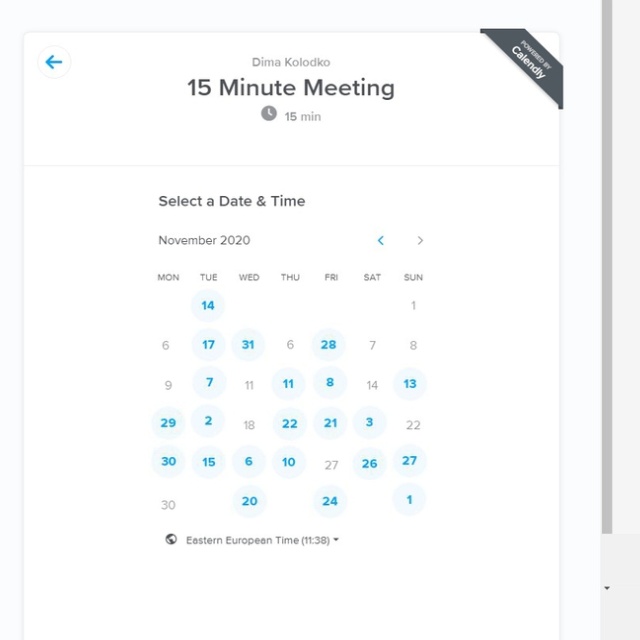 POWERED BY
Calendly
Dima Kolodko
15 Minute Meeting
15 min
Select a Date & Time
November 2020
MON TUE WED THU FRI SAT SUN
14 1
6 17 31 6 28 7 8
9 7 11 11 8 14 13
29 2 18 22 21 3 22
30 15 6 10 27 26 27
30 20 24 1
Eastern European Time (11:38)